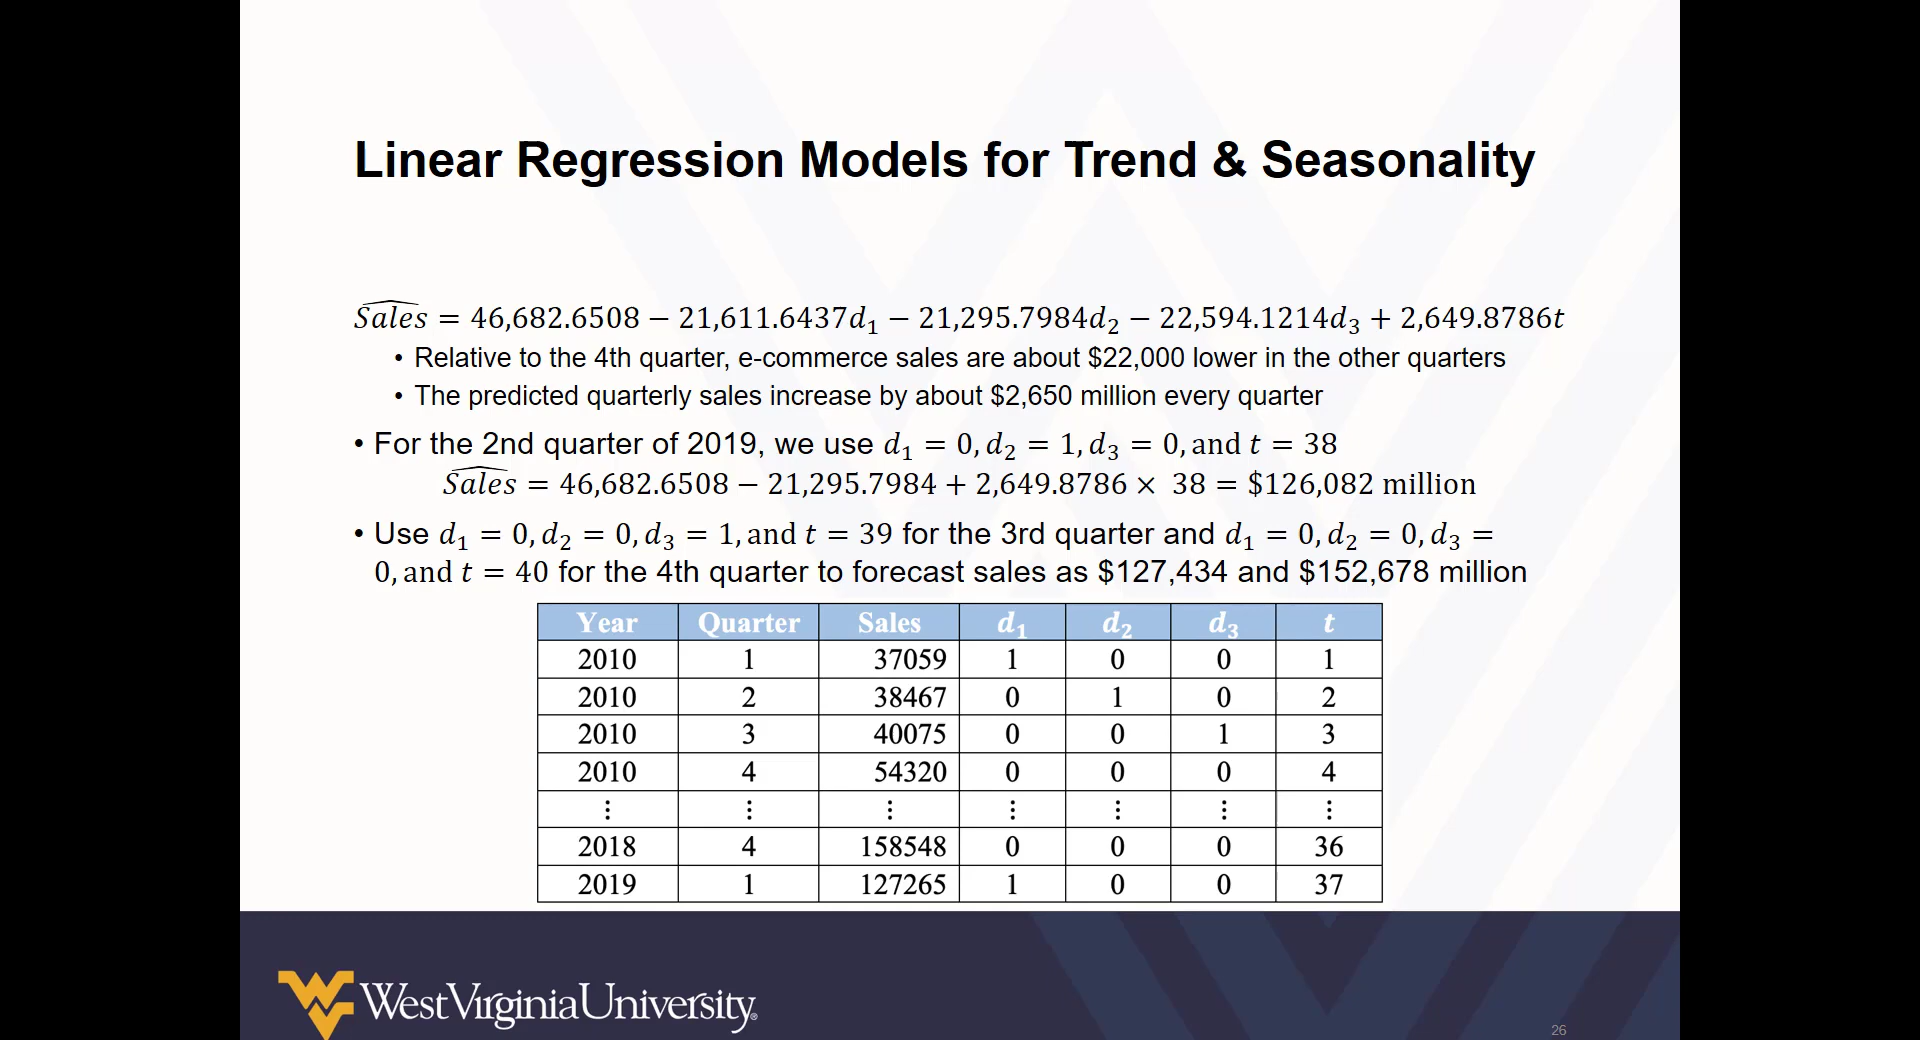 Linear Regression Models for Trend & Seasonality
Sales = 46,682.6508 − 21,611.6437d₁ − 21,295.7984d₂ − 22,594.1214d₃ + 2,649.8786t
• Relative to the 4th quarter, e-commerce sales are about $22,000 lower in the other quarters
• The predicted quarterly sales increase by about $2,650 million every quarter
• For the 2nd quarter of 2019, we use d₁ = 0, d₂ = 1, d₃ = 0, and t = 38
Sales = 46,682.6508 − 21,295.7984 + 2,649.8786 × 38 = $126,082 million
• Use d₁ = 0, d₂ = 0, d₃ = 1, and t = 39 for the 3rd quarter and d₁ = 0, d₂ = 0, d₃ =
0, and t = 40 for the 4th quarter to forecast sales as $127,434 and $152,678 million
Year Quarter Sales d₁ d₂ d₃ t
2010 1 37059 1 0 0 1
2010 2 38467 0 1 0 2
2010 3 40075 0 0 1 3
2010 4 54320 0 0 0 4
⋮ ⋮ ⋮ ⋮ ⋮ ⋮ ⋮
2018 4 158548 0 0 0 36
2019 1 127265 1 0 0 37
WestVirginiaUniversity®
26